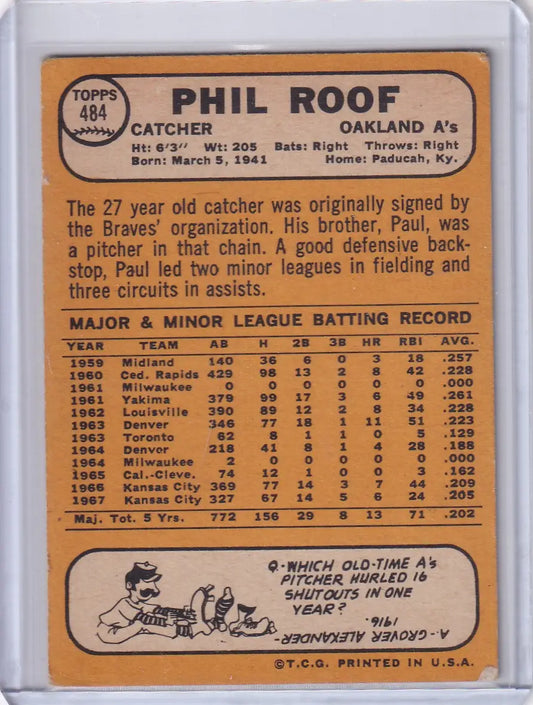 TOPPS
484
PHIL ROOF
CATCHER OAKLAND A's
Ht: 6'3" Wt: 205 Bats: Right Throws: Right
Born: March 5, 1941 Home: Paducah, Ky.
The 27 year old catcher was originally signed by
the Braves' organization. His brother, Paul, was
a pitcher in that chain. A good defensive back-
stop, Paul led two minor leagues in fielding and
three circuits in assists.
MAJOR & MINOR LEAGUE BATTING RECORD
YEAR TEAM AB H 2B 3B HR RBI AVG.
1959 Midland 140 36 6 0 3 18 .257
1960 Ced. Rapids 429 98 13 2 8 42 .228
1961 Milwaukee 0 0 0 0 0 0 .000
1961 Yakima 379 99 17 3 6 49 .261
1962 Louisville 390 89 12 2 8 34 .228
1963 Denver 346 77 18 1 11 51 .223
1963 Toronto 62 8 1 1 0 5 .129
1964 Denver 218 41 8 1 4 28 .188
1964 Milwaukee 2 0 0 0 0 0 .000
1965 Cal.-Cleve. 74 12 1 0 0 3 .162
1966 Kansas City 369 77 14 3 7 44 .209
1967 Kansas City 327 67 14 5 6 24 .205
Maj. Tot. 5 Yrs. 772 156 29 8 13 71 .202
Q-WHICH OLD-TIME A's
PITCHER HURLED 16
SHUTOUTS IN ONE
YEAR?
A-GROVER ALEXANDER-
1916.
©T.C.G. PRINTED IN U.S.A.